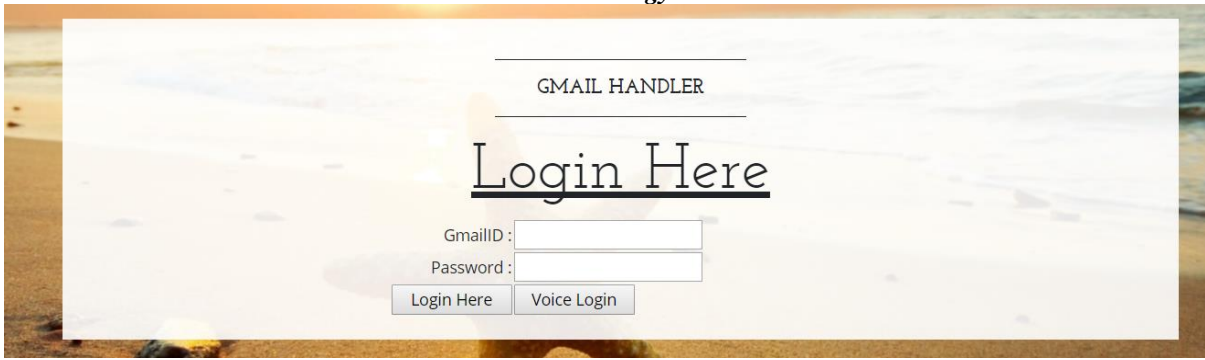 GMAIL HANDLER
Login Here
GmailID :
Password :
Login Here Voice Login